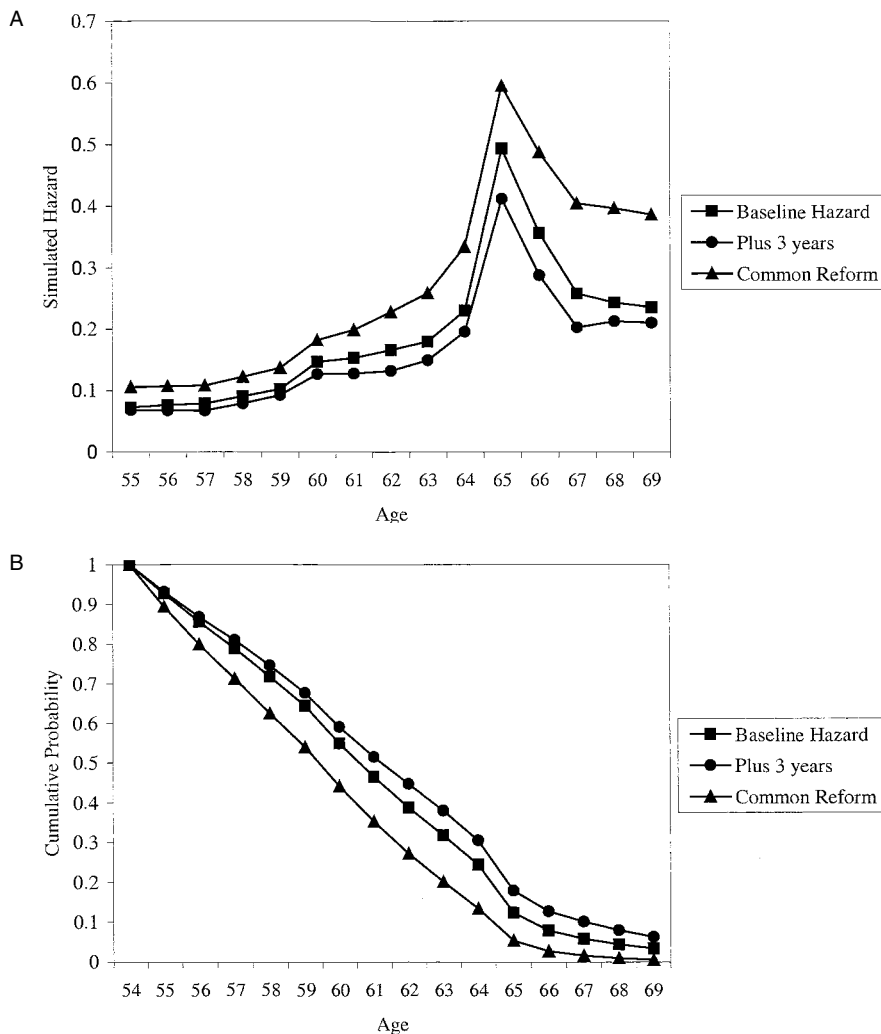 A
0.7
0.6
0.5
0.4
0.3
0.2
0.1
0
Simulated Hazard
55 56 57 58 59 60 61 62 63 64 65 66 67 68 69
Age
Baseline Hazard
Plus 3 years
Common Reform
B
1
0.9
0.8
0.7
0.6
0.5
0.4
0.3
0.2
0.1
0
Cumulative Probability
54 55 56 57 58 59 60 61 62 63 64 65 66 67 68 69
Age
Baseline Hazard
Plus 3 years
Common Reform